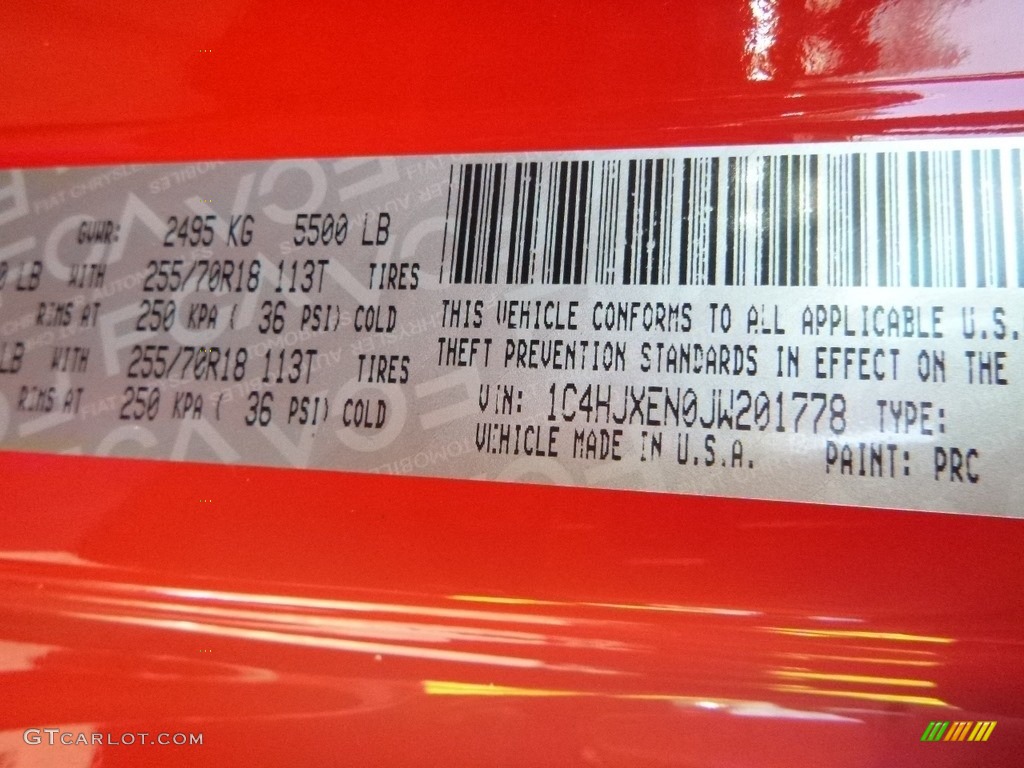 GVWR: 2495 KG 5500 LB
0 LB WITH 255/70R18 113T TIRES
RIMS AT 250 KPA ( 36 PSI) COLD
LB WITH 255/70R18 113T TIRES
RIMS AT 250 KPA ( 36 PSI) COLD
THIS VEHICLE CONFORMS TO ALL APPLICABLE U.S.
THEFT PREVENTION STANDARDS IN EFFECT ON THE
VIN: 1C4HJXEN0JW201778 TYPE:
VEHICLE MADE IN U.S.A. PAINT: PRC
GTCARLOT.COM